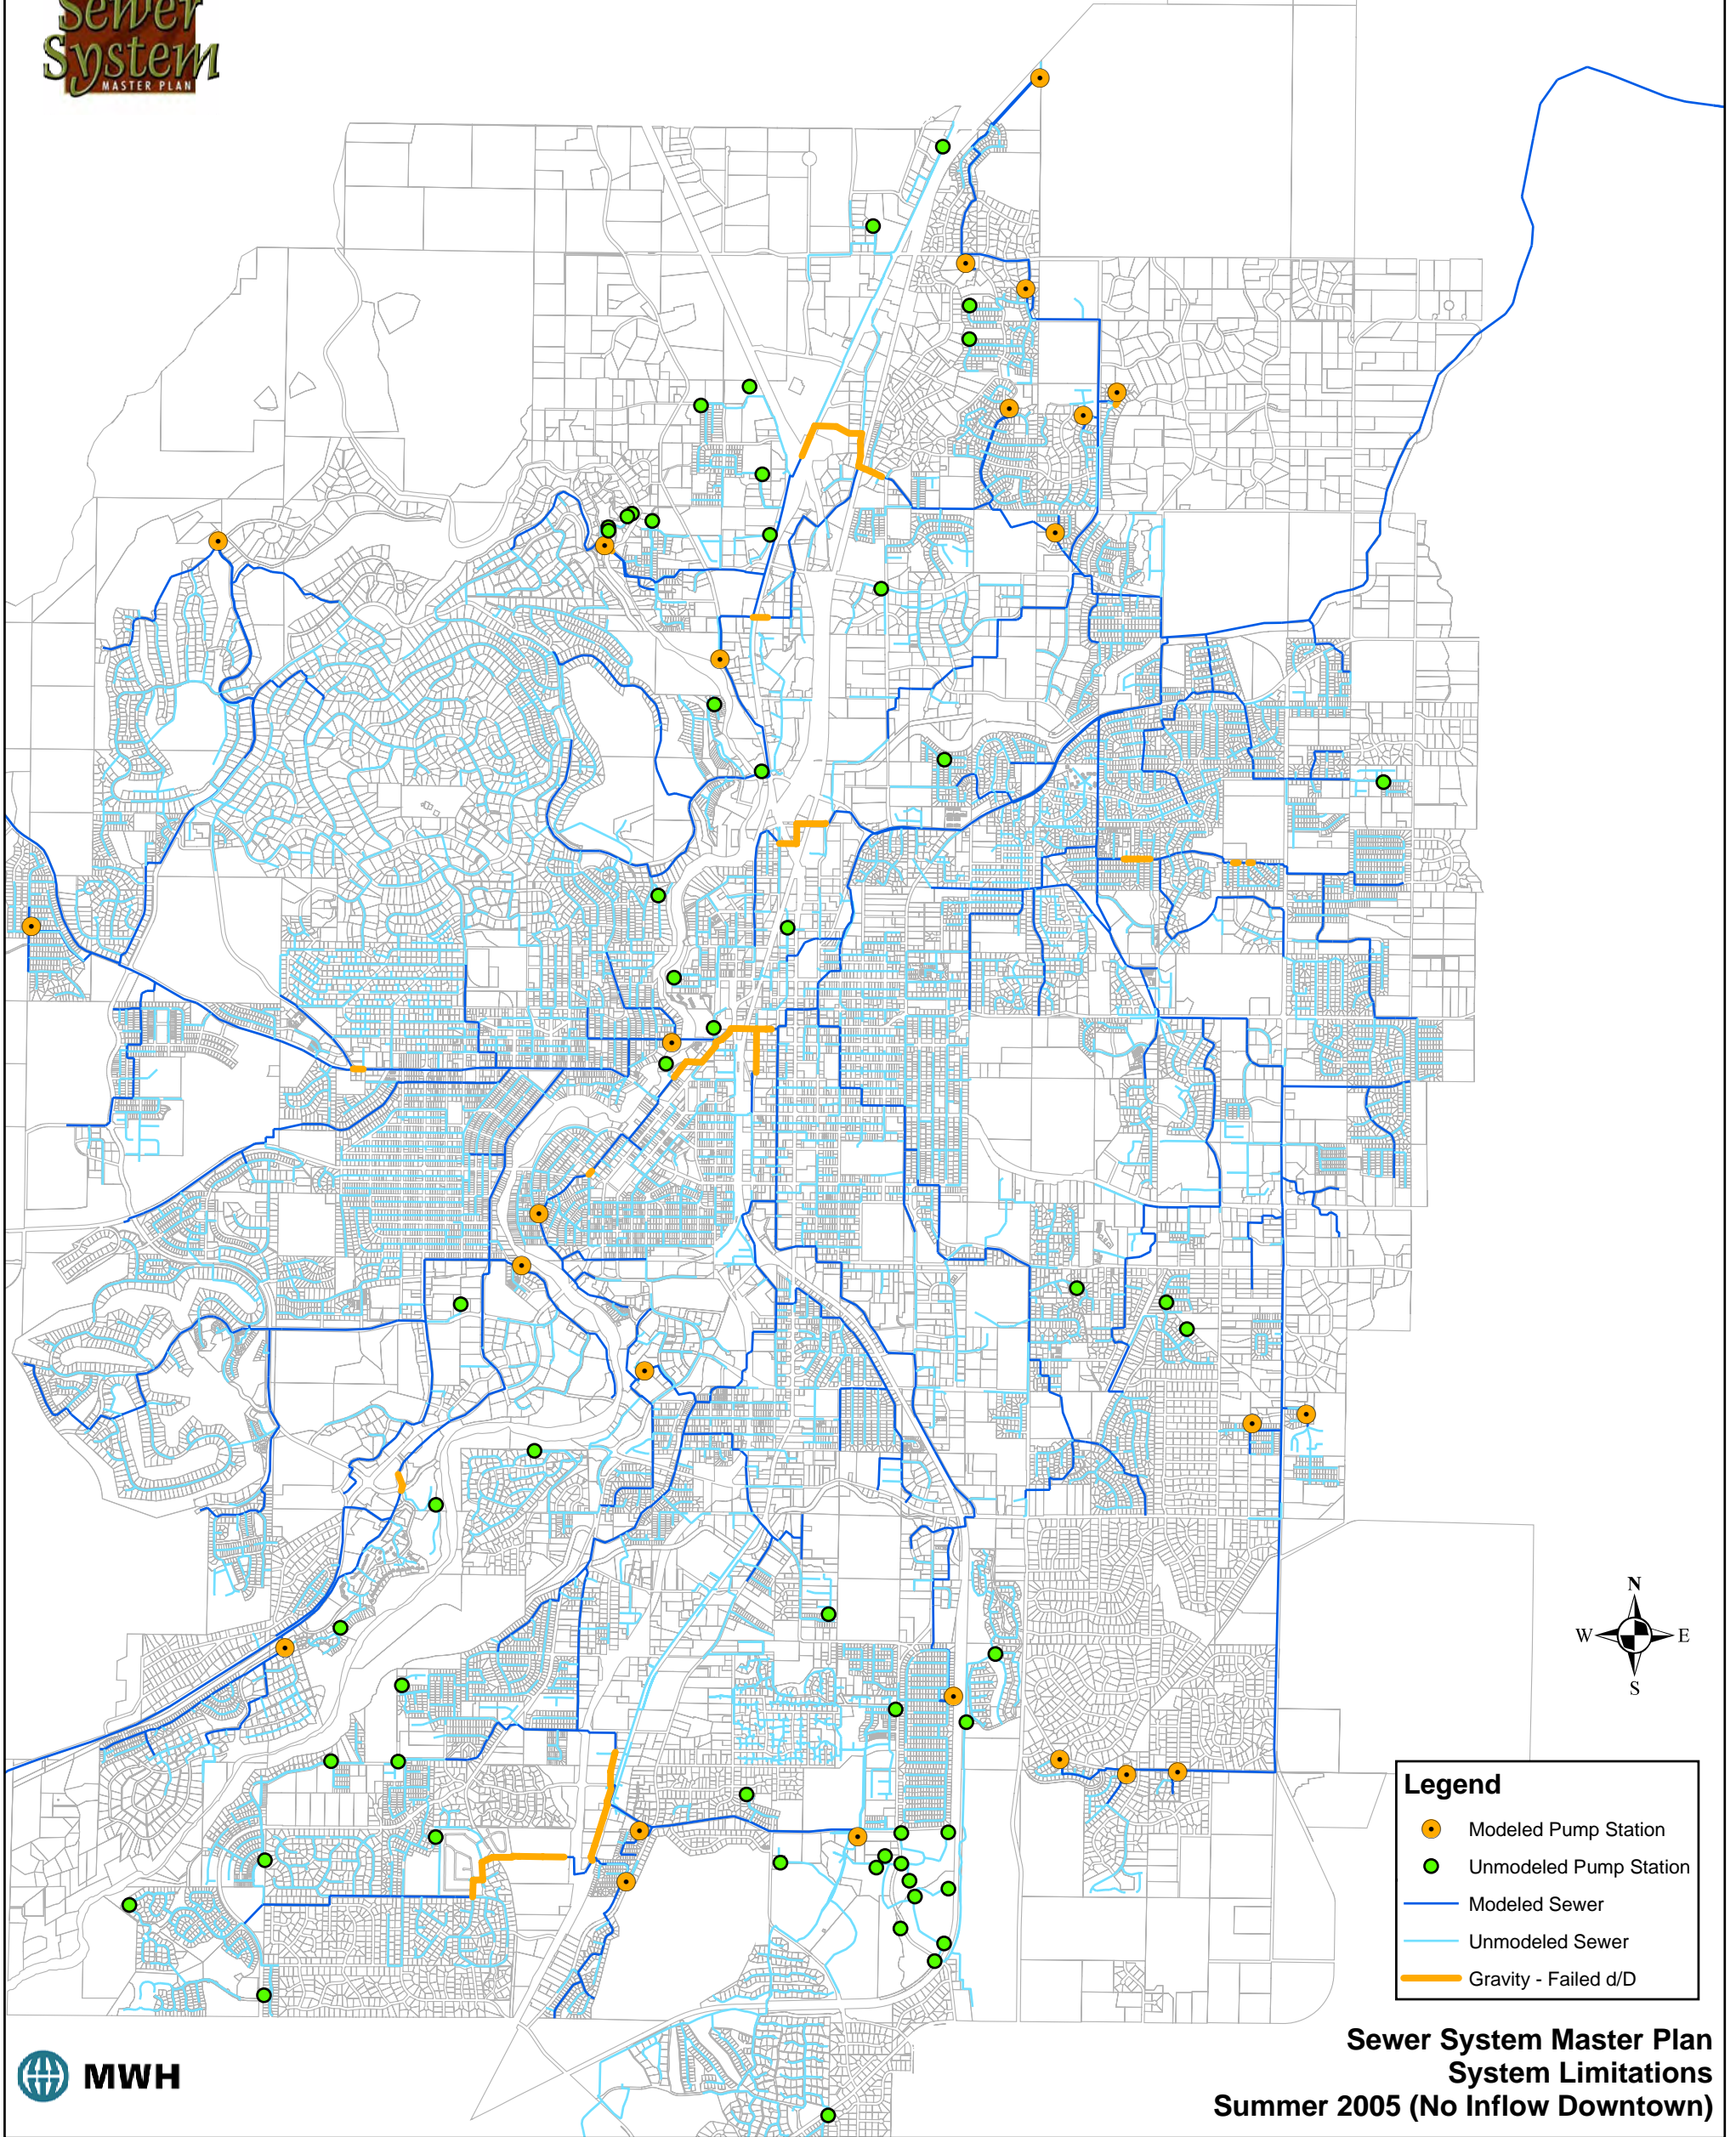 Sewer
System
MASTER PLAN
N
W E
S
Legend
Modeled Pump Station
Unmodeled Pump Station
Modeled Sewer
Unmodeled Sewer
Gravity - Failed d/D
MWH
Sewer System Master Plan
System Limitations
Summer 2005 (No Inflow Downtown)